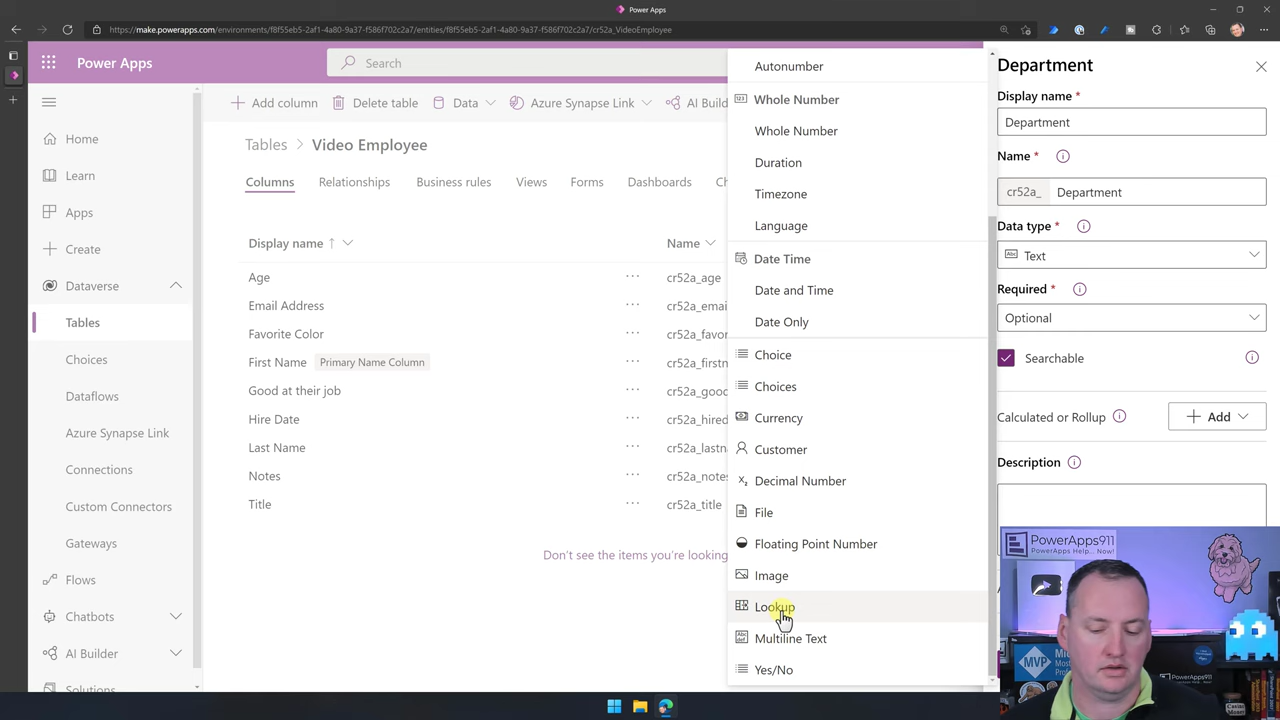 Power Apps
https://make.powerapps.com/environments/f8f55eb5-2af1-4a80-9a37-f586f702c2a7/entities/f8f55eb5-2af1-4a80-9a37-f586f702c2a7/cr52a_VideoEmployee
Power Apps
Search
Add column
Delete table
Data
Azure Synapse Link
AI Build
Tables
Video Employee
Columns
Relationships
Business rules
Views
Forms
Dashboards
Ch
Display name
Name
Age
cr52a_age
Email Address
cr52a_emai
Favorite Color
cr52a_favor
First Name
Primary Name Column
cr52a_firstn
Good at their job
cr52a_good
Hire Date
cr52a_hired
Last Name
cr52a_lastn
Notes
cr52a_notes
Title
cr52a_title
Don't see the items you're looking
Home
Learn
Apps
Create
Dataverse
Tables
Choices
Dataflows
Azure Synapse Link
Connections
Custom Connectors
Gateways
Flows
Chatbots
AI Builder
Solutions
Autonumber
Whole Number
Whole Number
Duration
Timezone
Language
Date Time
Date and Time
Date Only
Choice
Choices
Currency
Customer
Decimal Number
File
Floating Point Number
Image
Lookup
Multiline Text
Yes/No
Department
Display name *
Department
Name *
cr52a_
Department
Data type *
Text
Required *
Optional
Searchable
Calculated or Rollup
Add
Description
PowerApps911
PowerApps Help... Now!
MVP
PowerApps911